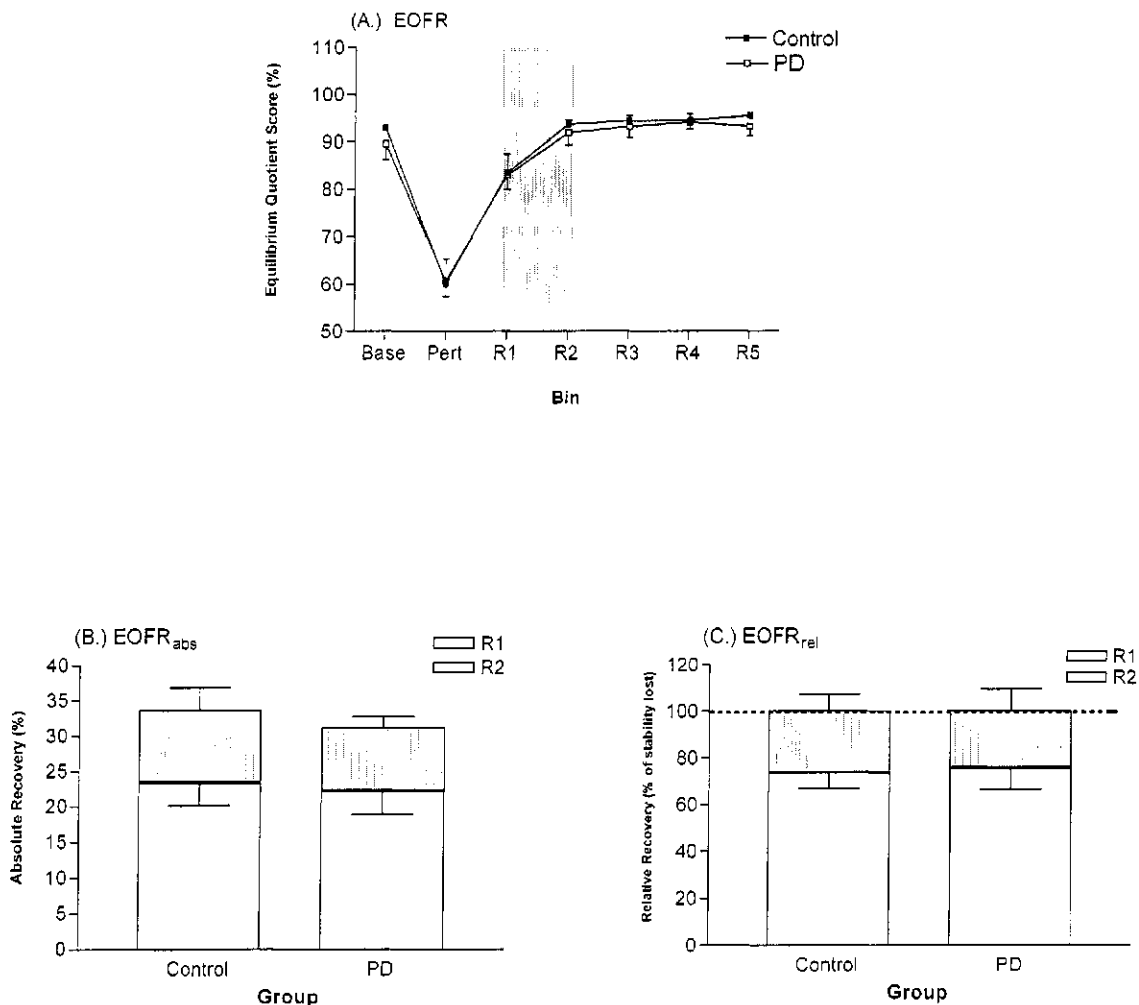 (A.) EOFR
Control
PD
Equilibrium Quotient Score (%)
110
100
90
80
70
60
50
Base Pert R1 R2 R3 R4 R5
Bin
(B.) EOFRabs
R1
R2
Absolute Recovery (%)
40
35
30
25
20
15
10
5
0
Control PD
Group
(C.) EOFRrel
R1
R2
Relative Recovery (% of stability lost)
120
100
80
60
40
20
0
Control PD
Group